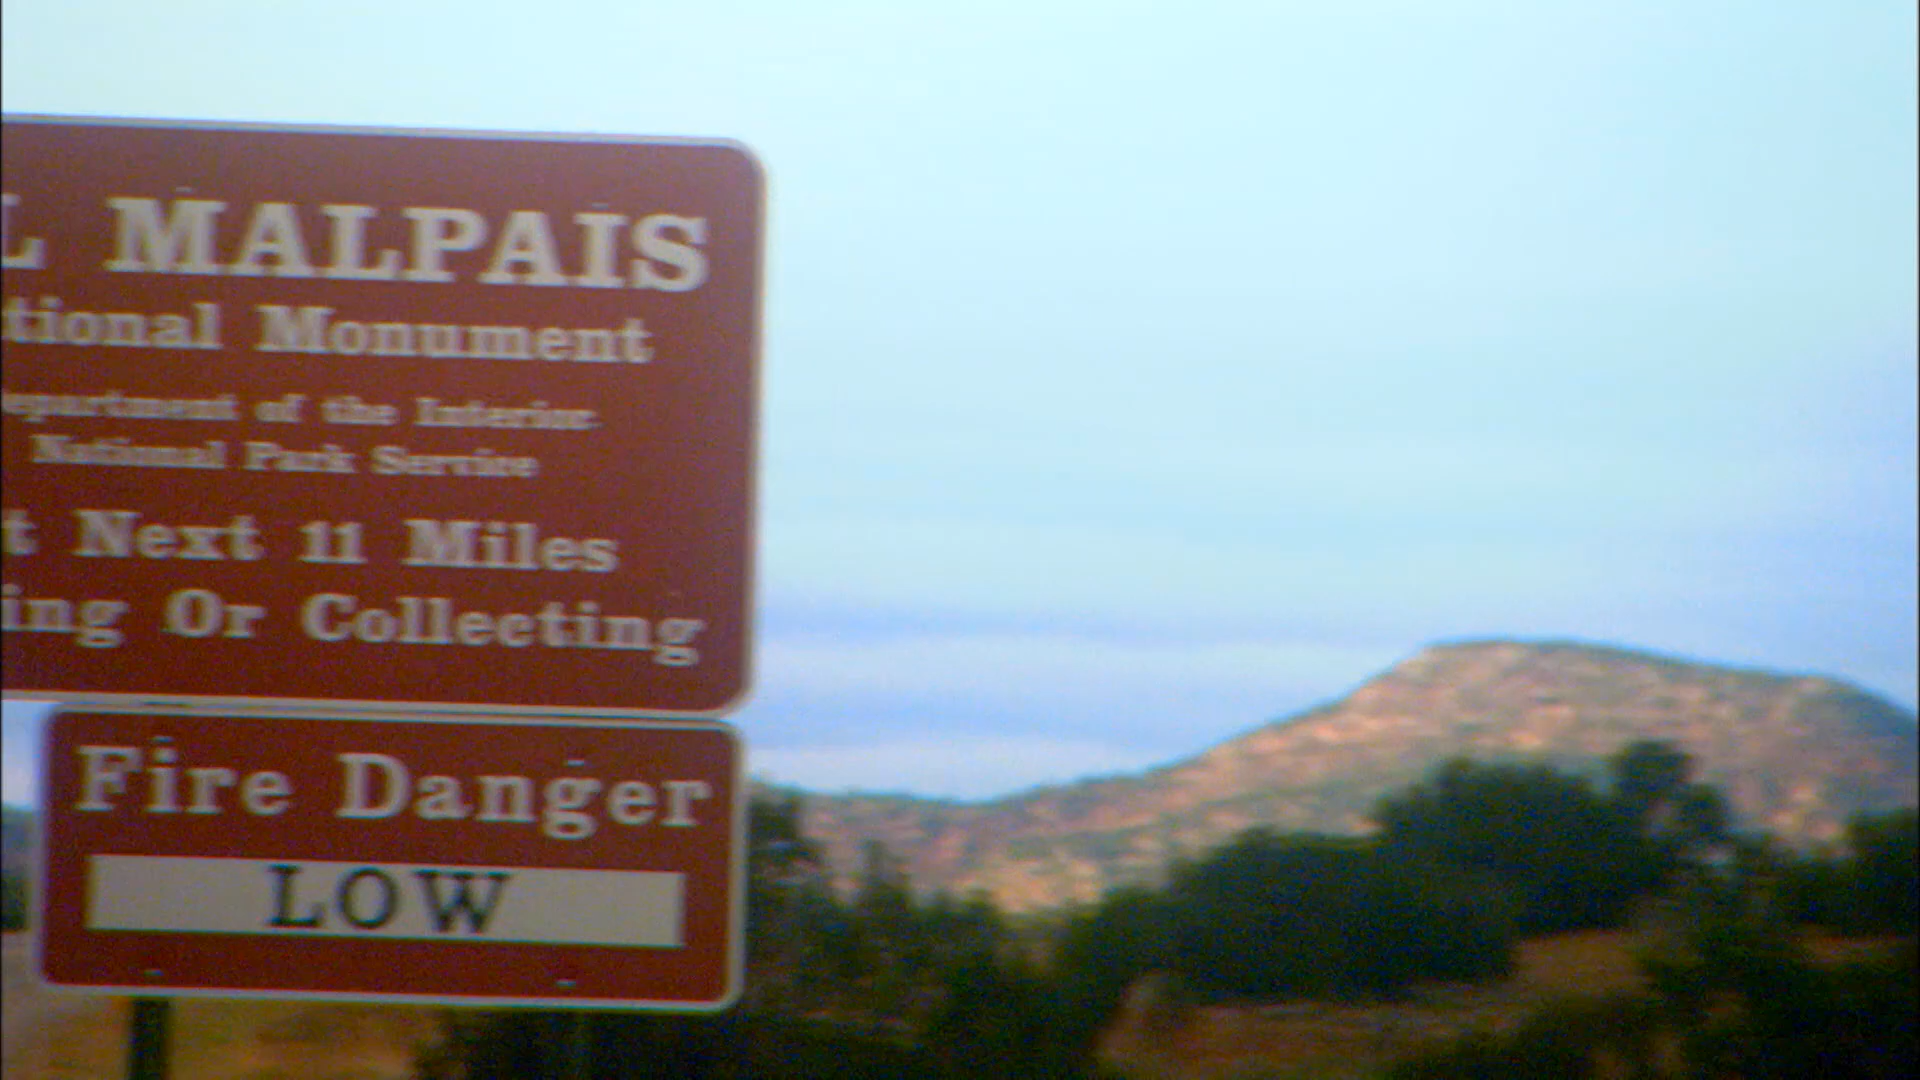 L MALPAIS
tional Monument
epartment of the Interior
National Park Service
t Next 11 Miles
ing Or Collecting
Fire Danger
LOW